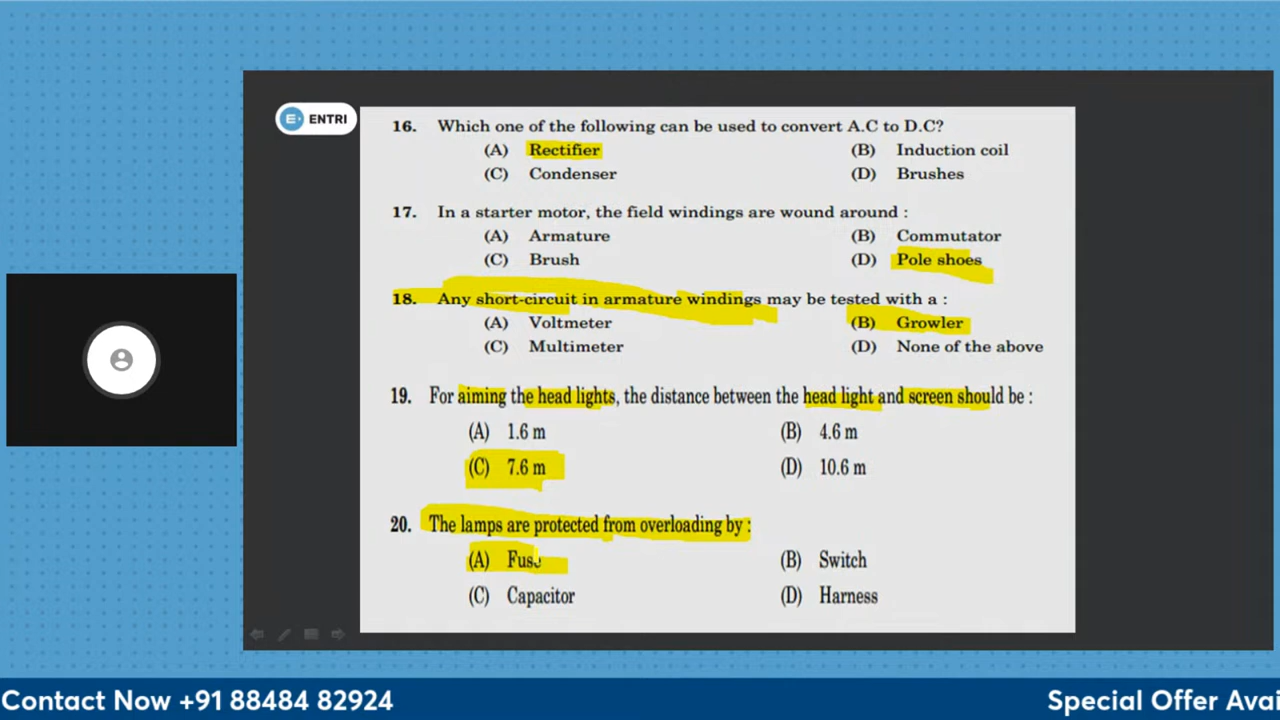 E· ENTRI
16. Which one of the following can be used to convert A.C to D.C?
(A) Rectifier (B) Induction coil
(C) Condenser (D) Brushes
17. In a starter motor, the field windings are wound around :
(A) Armature (B) Commutator
(C) Brush (D) Pole shoes
18. Any short-circuit in armature windings may be tested with a :
(A) Voltmeter (B) Growler
(C) Multimeter (D) None of the above
19. For aiming the head lights, the distance between the head light and screen should be :
(A) 1.6 m (B) 4.6 m
(C) 7.6 m (D) 10.6 m
20. The lamps are protected from overloading by :
(A) Fuse (B) Switch
(C) Capacitor (D) Harness
Contact Now +91 88484 82924 Special Offer Avai